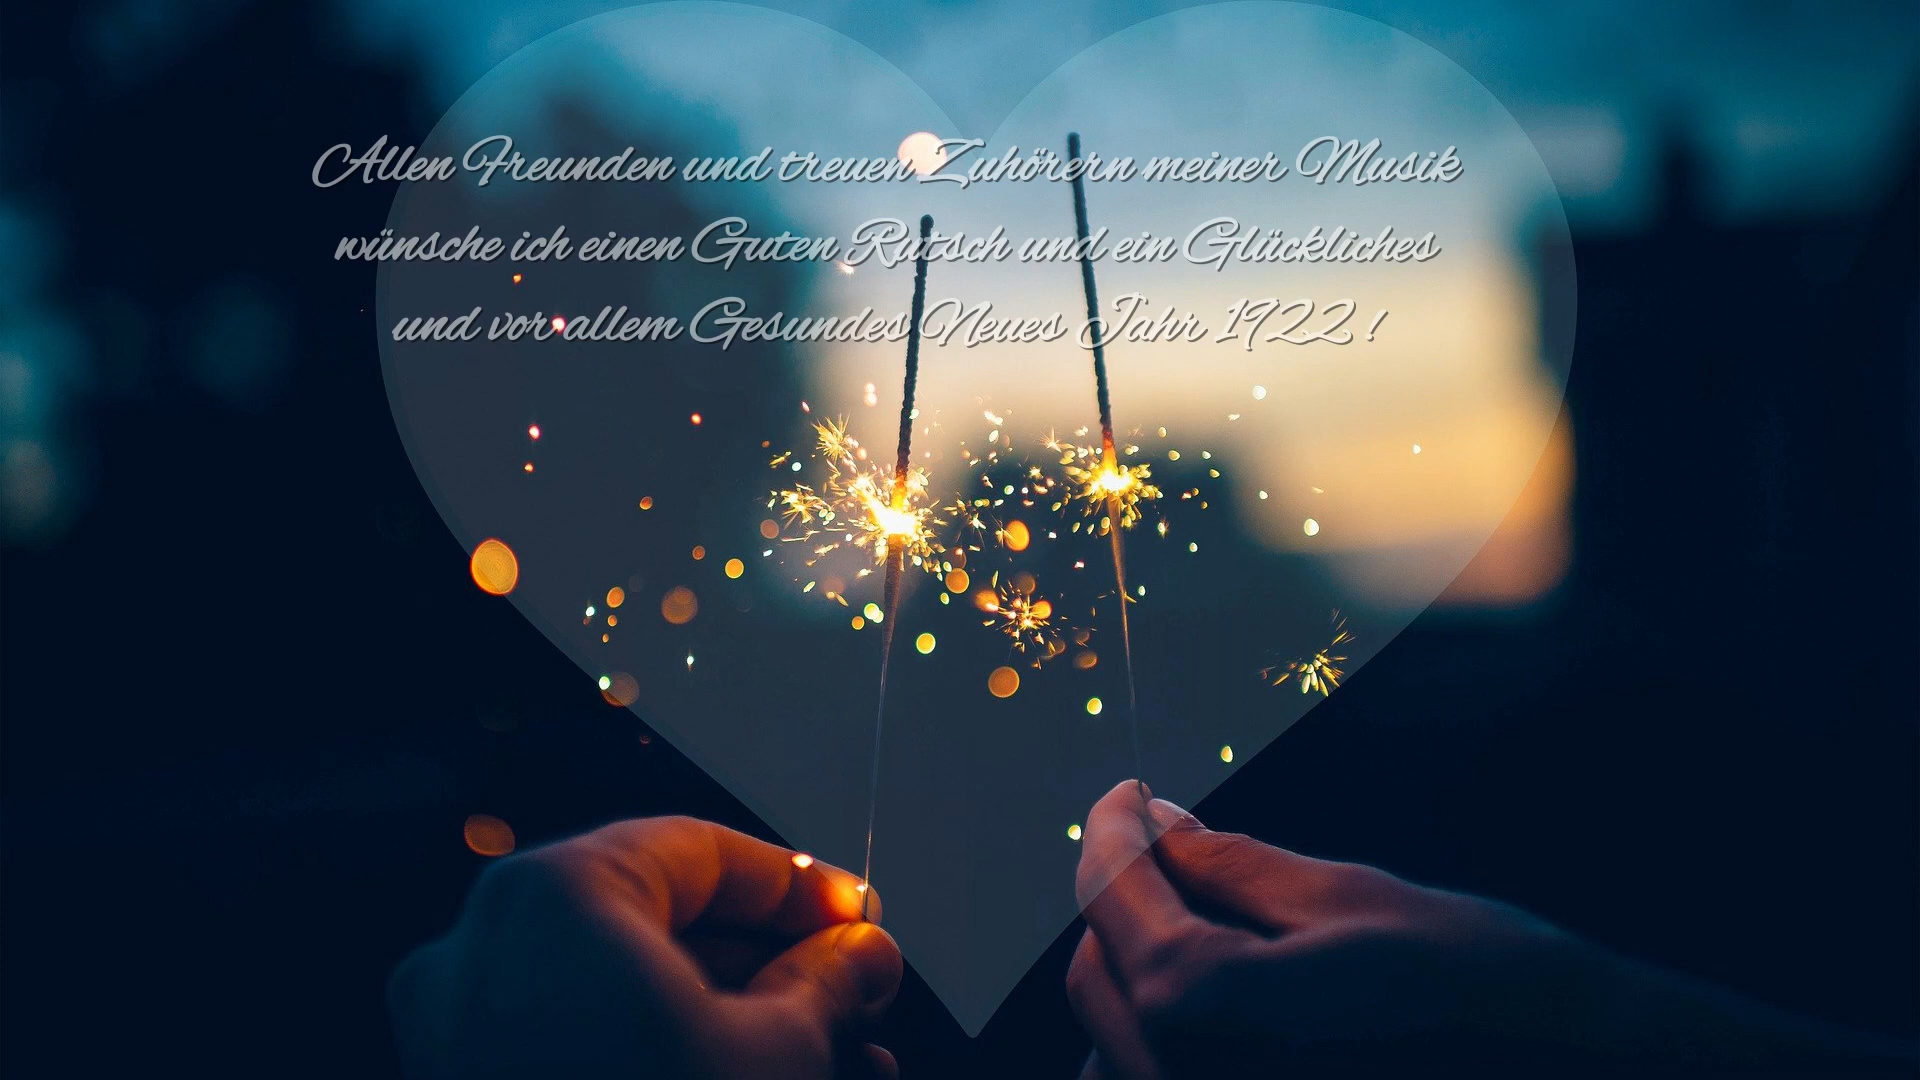 Allen Freunden und treuen Zuhörern meiner Musik
wünsche ich einen Guten Rutsch und ein Glückliches
und vor allem Gesundes Neues Jahr 1922 !